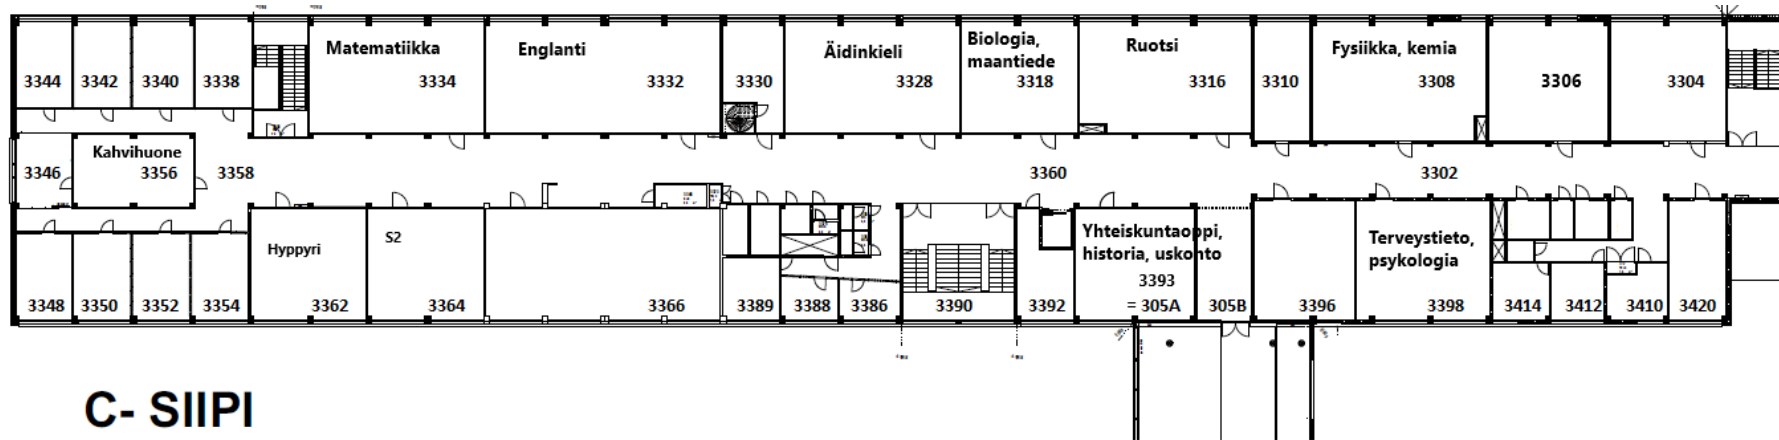 Matematiikka
Englanti
Äidinkieli
Biologia,
maantiede
Ruotsi
Fysiikka, kemia
3344
3342
3340
3338
3334
3332
3330
3328
3318
3316
3310
3308
3306
3304
Kahvihuone
3346
3356
3358
3360
3302
Hyppyri
S2
Yhteiskuntaoppi,
historia, uskonto
3393
Terveystieto,
psykologia
3348
3350
3352
3354
3362
3364
3366
3389
3388
3386
3390
3392
= 305A
305B
3396
3398
3414
3412
3410
3420
C- SIIPI